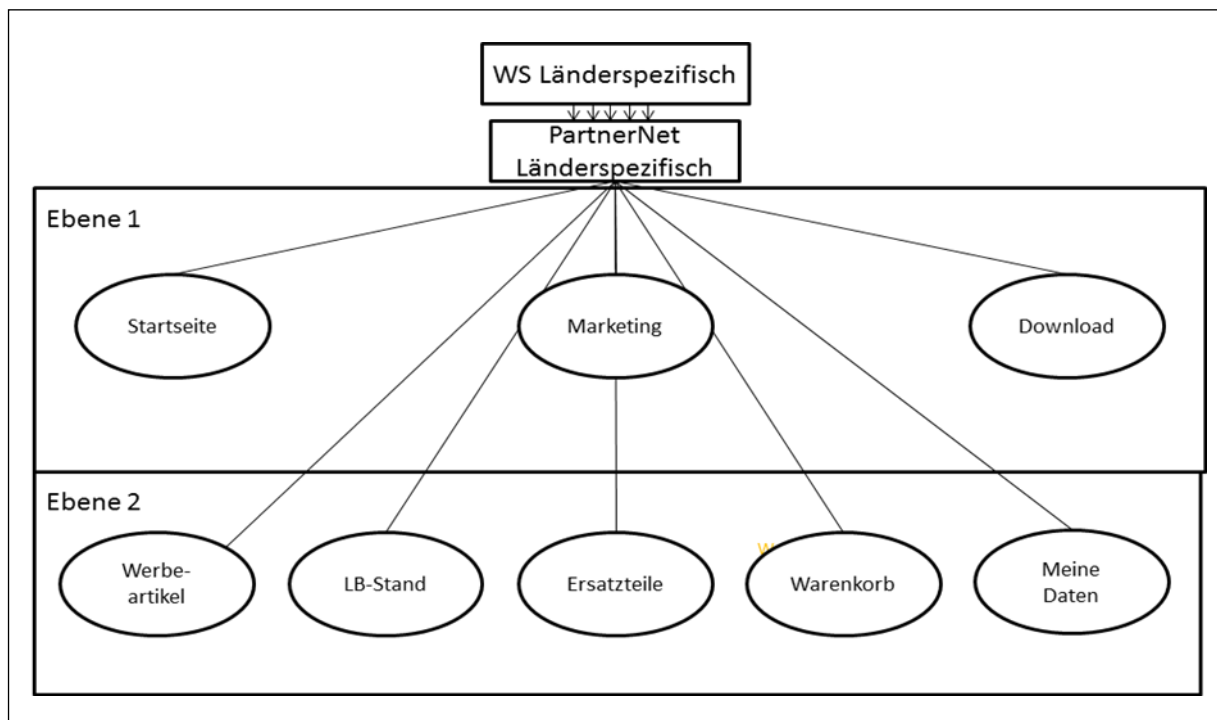 WS Länderspezifisch
PartnerNet
Länderspezifisch
Ebene 1
Startseite
Marketing
Download
Ebene 2
W
Werbe-
artikel
LB-Stand
Ersatzteile
Warenkorb
Meine
Daten